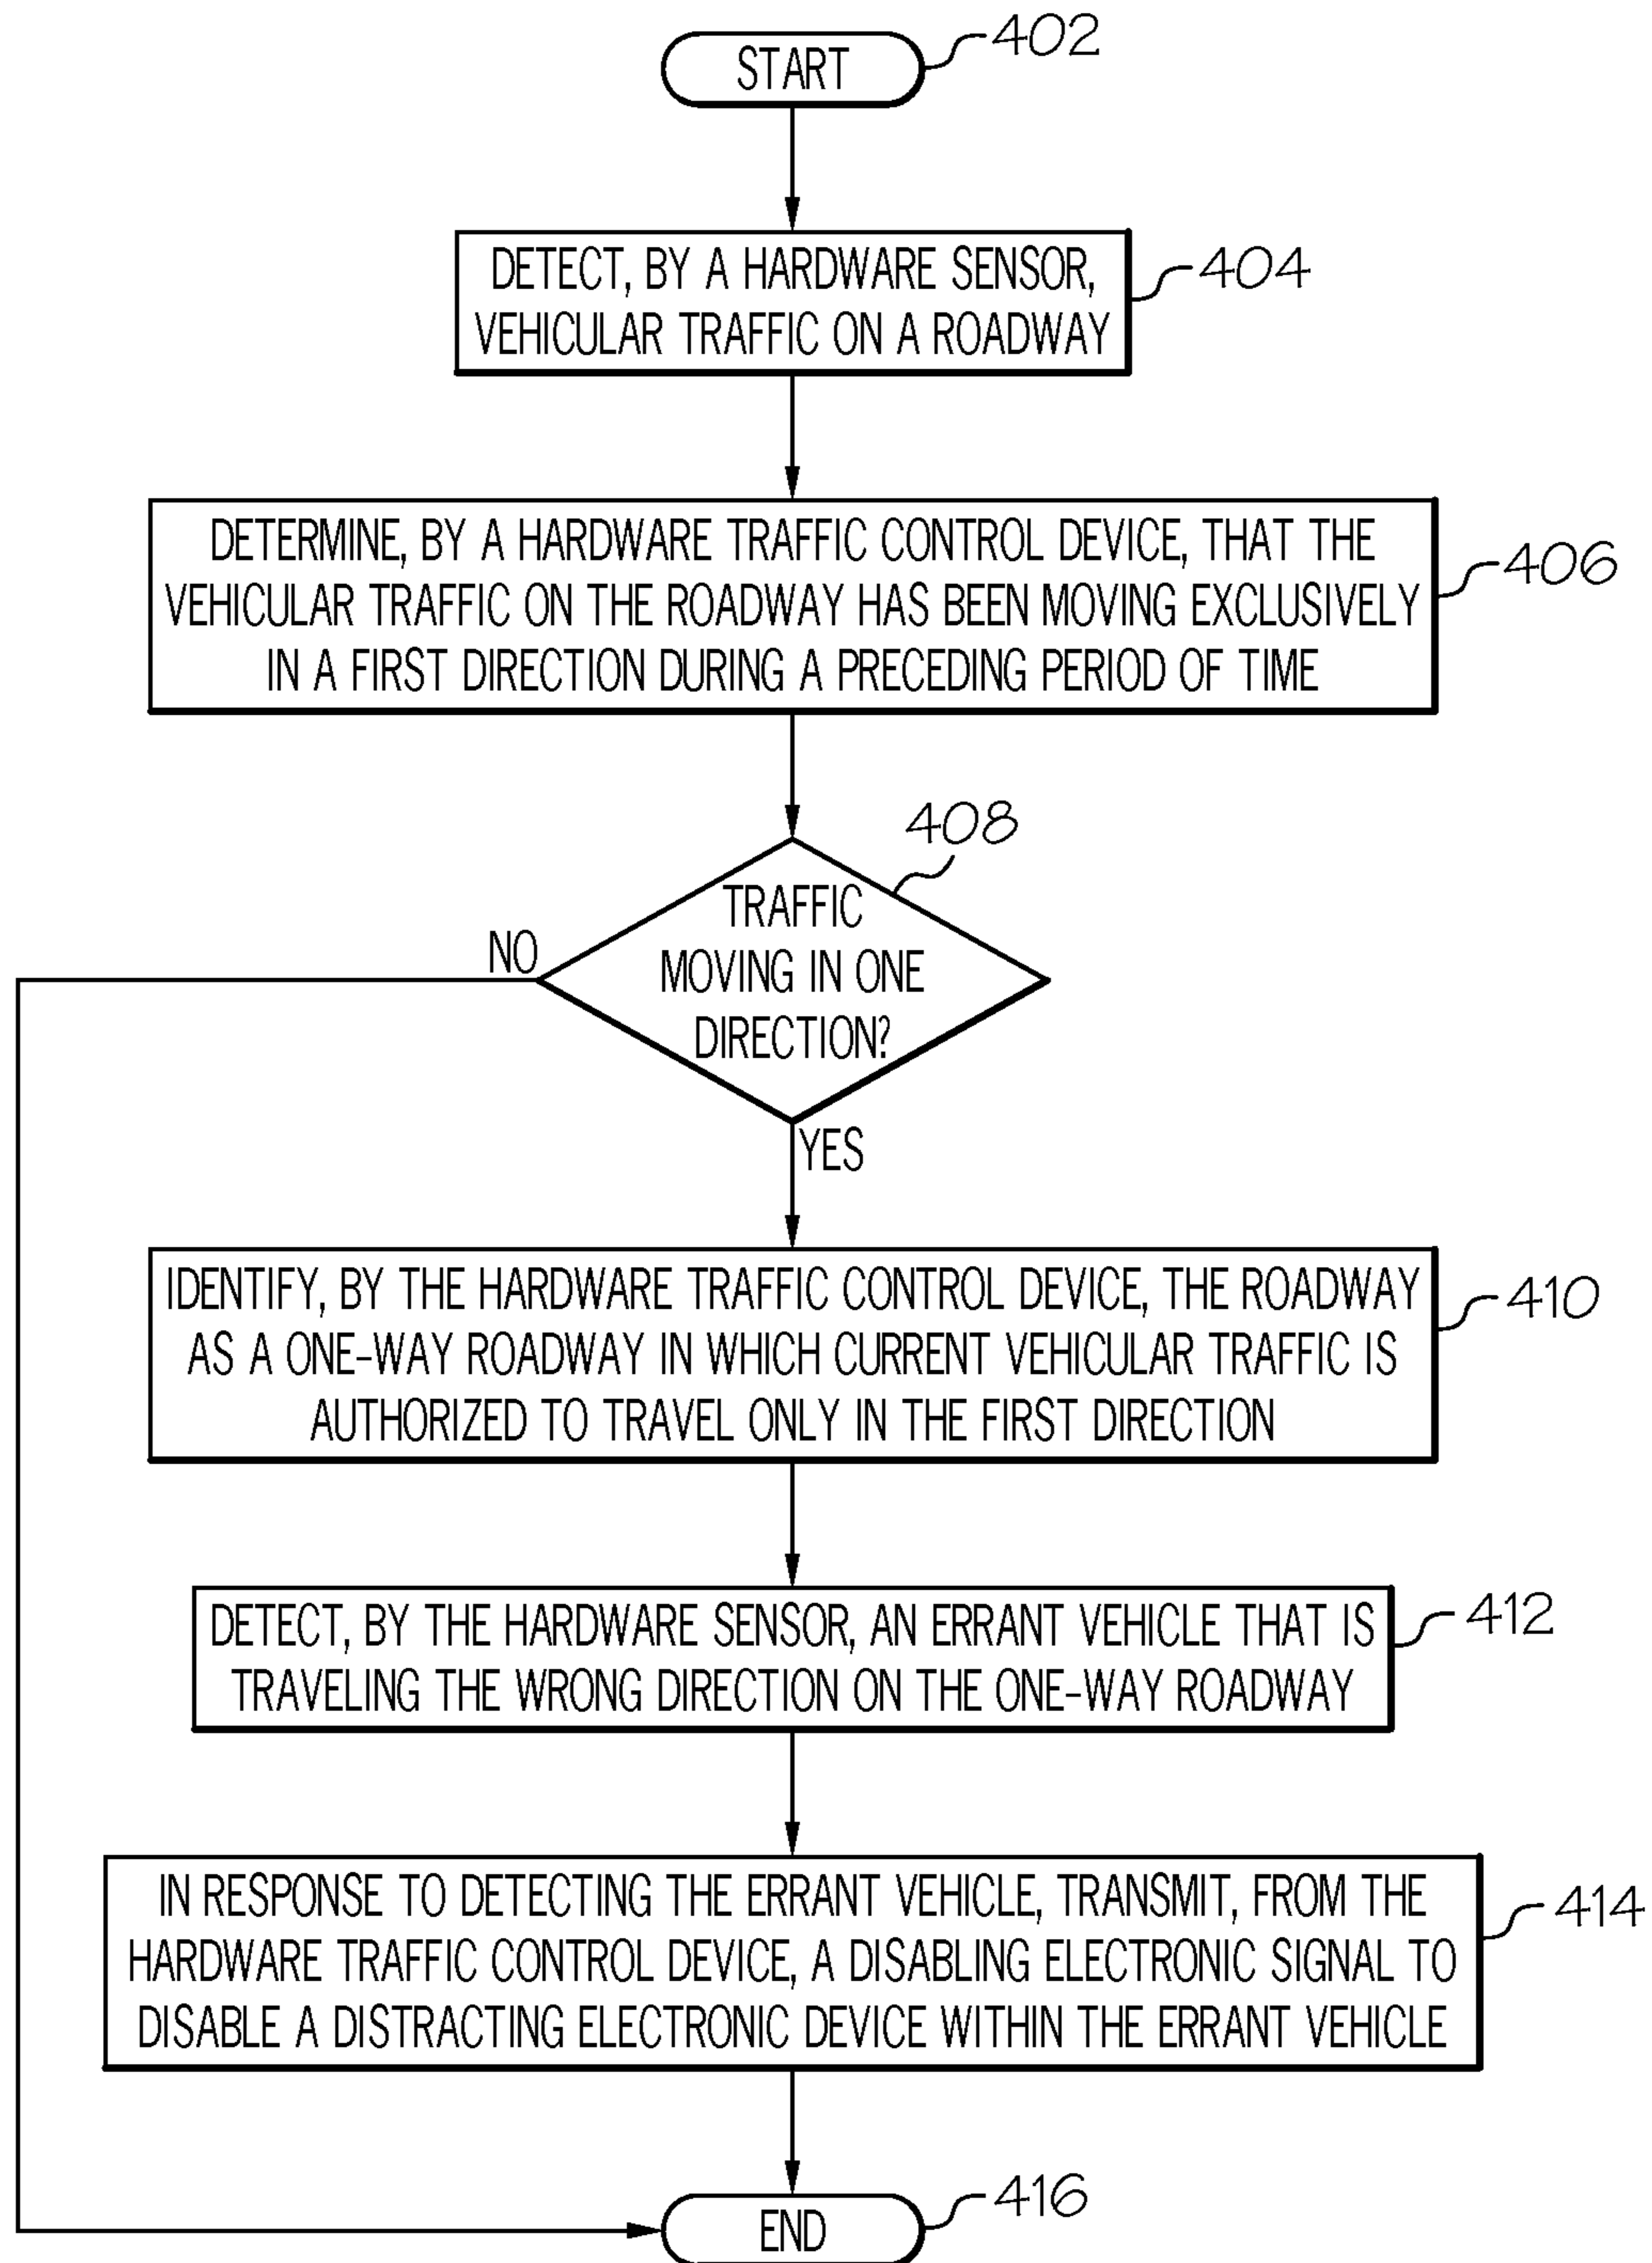 START
402
DETECT, BY A HARDWARE SENSOR,
VEHICULAR TRAFFIC ON A ROADWAY
404
DETERMINE, BY A HARDWARE TRAFFIC CONTROL DEVICE, THAT THE
VEHICULAR TRAFFIC ON THE ROADWAY HAS BEEN MOVING EXCLUSIVELY
IN A FIRST DIRECTION DURING A PRECEDING PERIOD OF TIME
406
408
TRAFFIC
MOVING IN ONE
DIRECTION?
NO
YES
IDENTIFY, BY THE HARDWARE TRAFFIC CONTROL DEVICE, THE ROADWAY
AS A ONE-WAY ROADWAY IN WHICH CURRENT VEHICULAR TRAFFIC IS
AUTHORIZED TO TRAVEL ONLY IN THE FIRST DIRECTION
410
DETECT, BY THE HARDWARE SENSOR, AN ERRANT VEHICLE THAT IS
TRAVELING THE WRONG DIRECTION ON THE ONE-WAY ROADWAY
412
IN RESPONSE TO DETECTING THE ERRANT VEHICLE, TRANSMIT, FROM THE
HARDWARE TRAFFIC CONTROL DEVICE, A DISABLING ELECTRONIC SIGNAL TO
DISABLE A DISTRACTING ELECTRONIC DEVICE WITHIN THE ERRANT VEHICLE
414
END
416